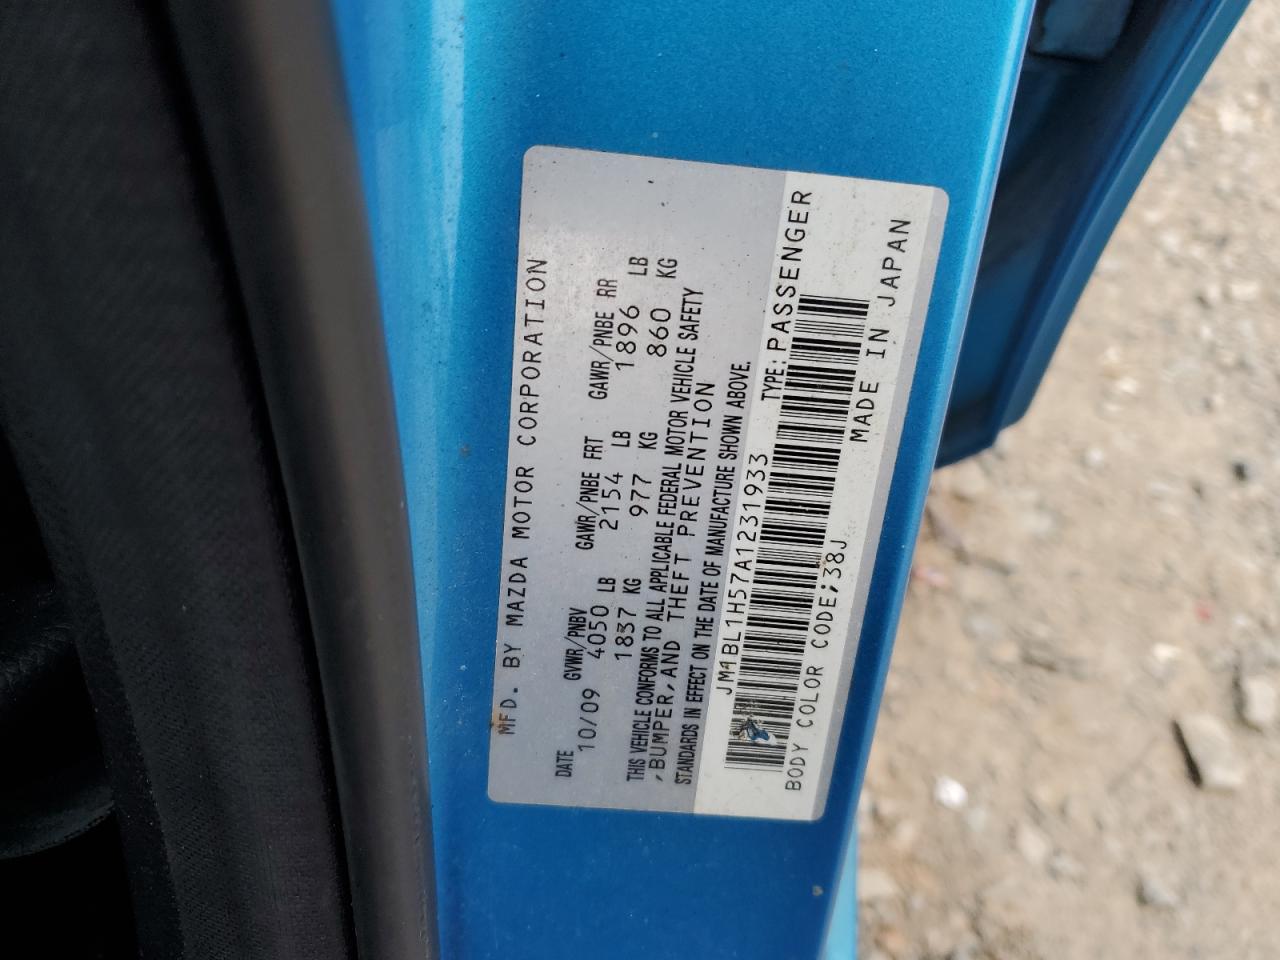 MFD. BY MAZDA MOTOR CORPORATION
DATE GVWR/PNBV GAWR/PNBE FRT GAWR/PNBE RR
10/09 4050 LB 2154 LB 1896 LB
1837 KG 977 KG 860 KG
THIS VEHICLE CONFORMS TO ALL APPLICABLE FEDERAL MOTOR VEHICLE SAFETY
,BUMPER,AND THEFT PREVENTION
STANDARDS IN EFFECT ON THE DATE OF MANUFACTURE SHOWN ABOVE.
JM1BL1H57A1231933 TYPE:PASSENGER
BODY COLOR CODE;38J MADE IN JAPAN